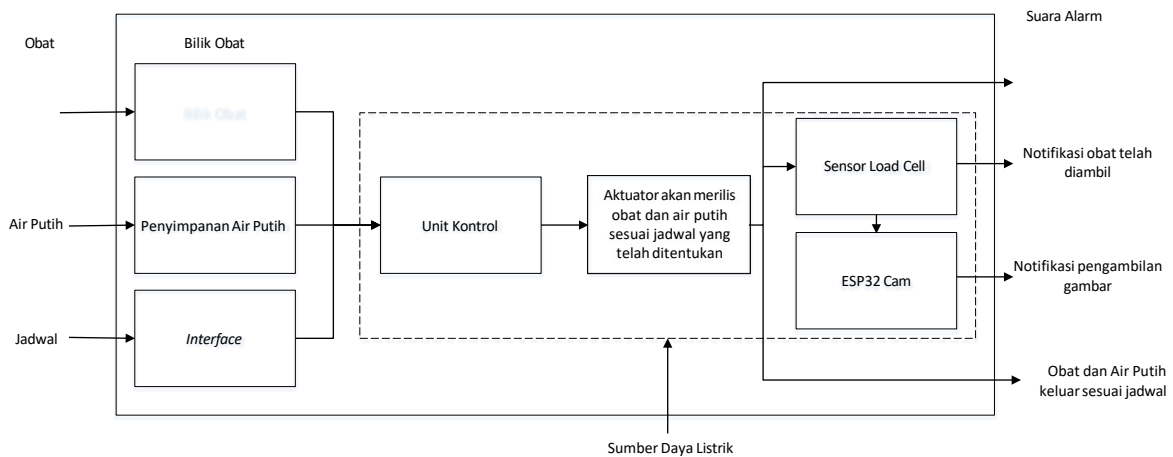 Suara Alarm
Obat
Bilik Obat
Bilik Obat
Sensor Load Cell
Notifikasi obat telah
diambil
Air Putih
Penyimpanan Air Putih
Unit Kontrol
Aktuator akan merilis
obat dan air putih
sesuai jadwal yang
telah ditentukan
ESP32 Cam
Notifikasi pengambilan
gambar
Jadwal
Interface
Obat dan Air Putih
keluar sesuai jadwal
Sumber Daya Listrik